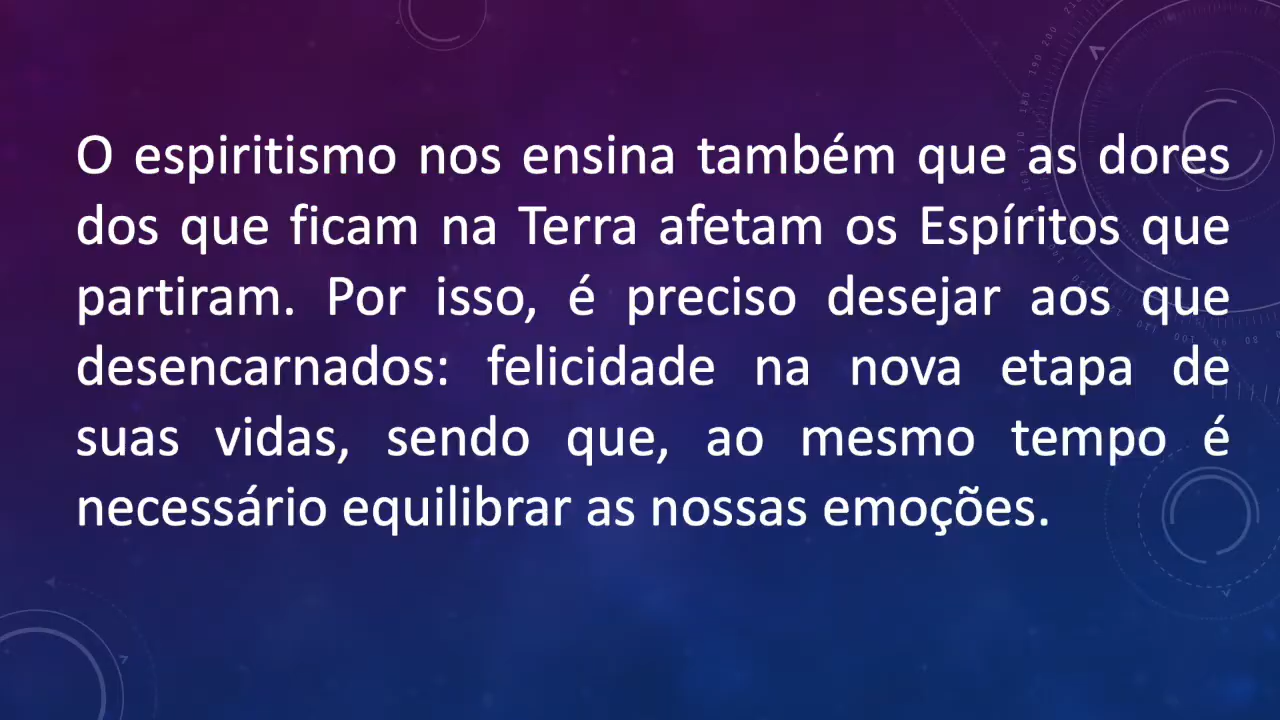 O espiritismo nos ensina também que as dores
dos que ficam na Terra afetam os Espíritos que
partiram. Por isso, é preciso desejar aos que
desencarnados: felicidade na nova etapa de
suas vidas, sendo que, ao mesmo tempo é
necessário equilibrar as nossas emoções.